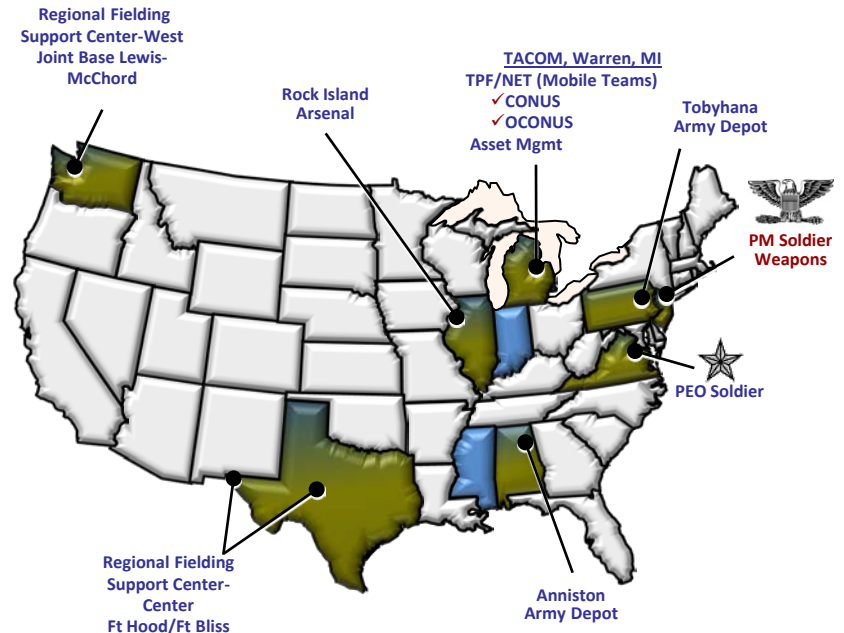 Regional Fielding
Support Center-West
Joint Base Lewis-
McChord
Rock Island
Arsenal
TACOM, Warren, MI
TPF/NET (Mobile Teams)
✓CONUS
✓OCONUS
Asset Mgmt
Tobyhana
Army Depot
PM Soldier
Weapons
PEO Soldier
Regional Fielding
Support Center-
Center
Ft Hood/Ft Bliss
Anniston
Army Depot